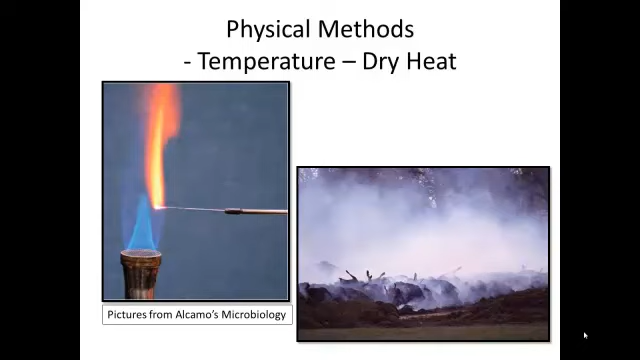 Physical Methods
- Temperature – Dry Heat
Pictures from Alcamo's Microbiology